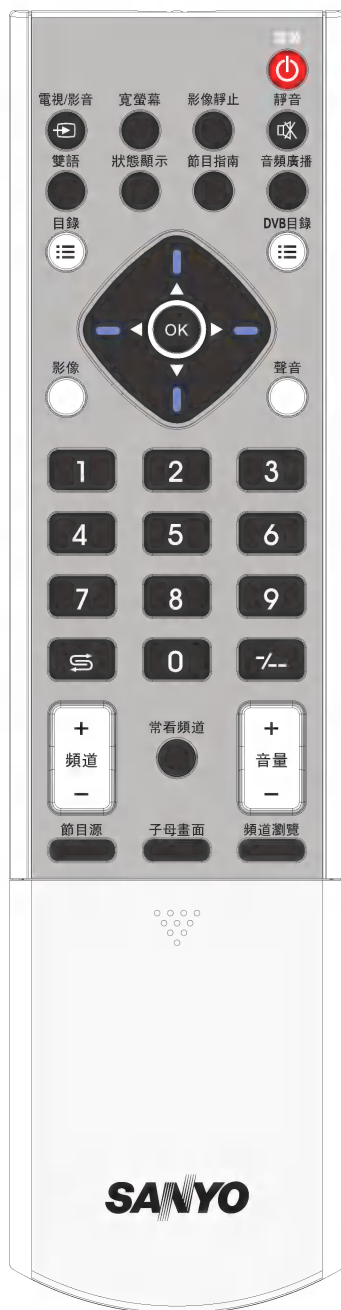 電視/影音 寬螢幕 影像靜止 靜音
雙語 狀態顯示 節目指南 音頻廣播
目錄 DVB目錄
OK
影像 聲音
1 2 3
4 5 6
7 8 9
0 -/--
+ 常看頻道 +
頻道 音量
− −
節目源 子母畫面 頻道瀏覽
SANYO